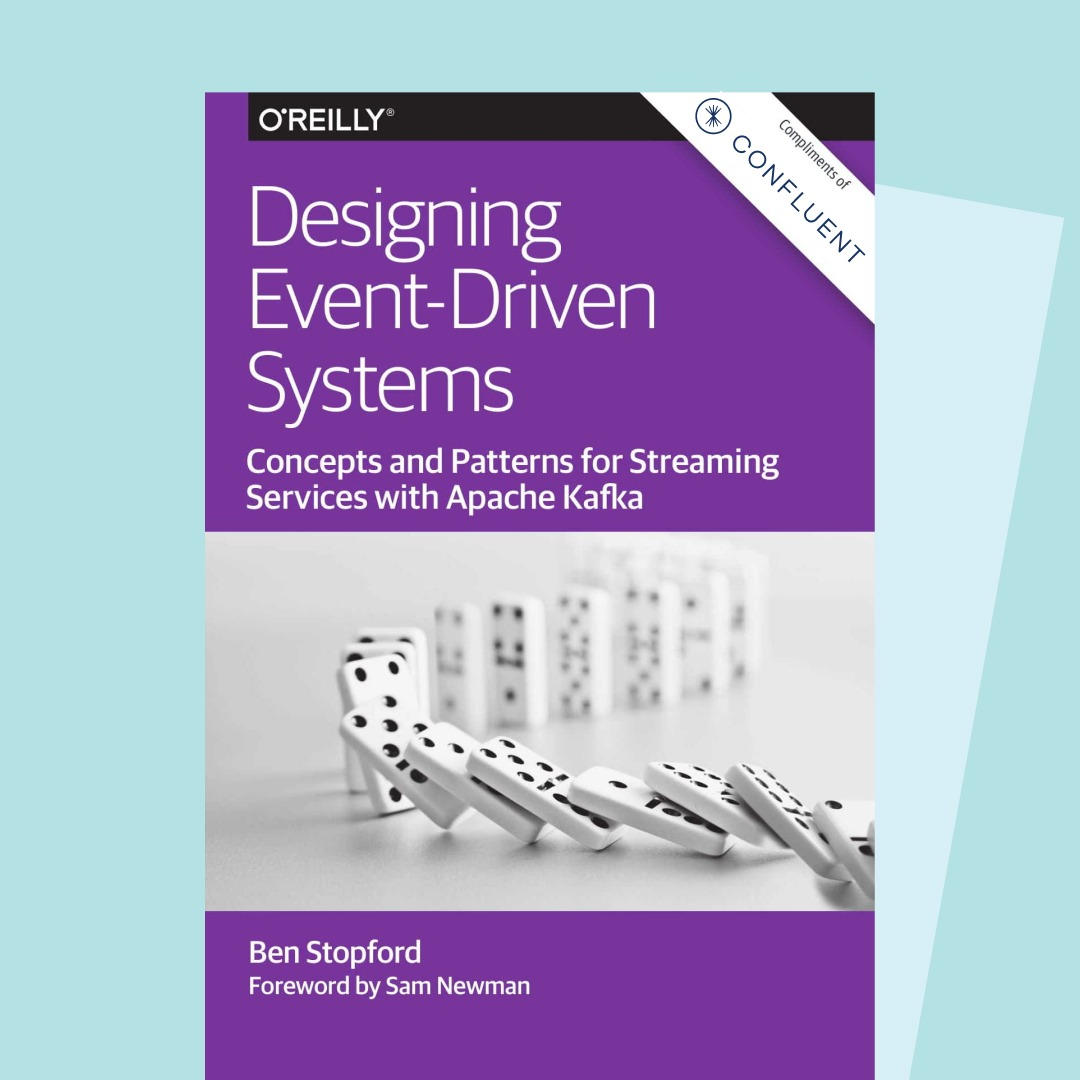 O'REILLY®
Compliments of
CONFLUENT
Designing
Event-Driven
Systems
Concepts and Patterns for Streaming
Services with Apache Kafka
Ben Stopford
Foreword by Sam Newman